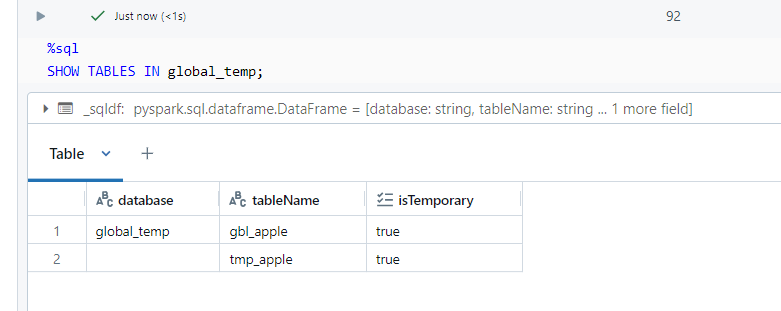 Just now (<1s) 92
%sql
SHOW TABLES IN global_temp;
_sqldf: pyspark.sql.dataframe.DataFrame = [database: string, tableName: string ... 1 more field]
Table
database tableName isTemporary
1 global_temp gbl_apple true
2 tmp_apple true